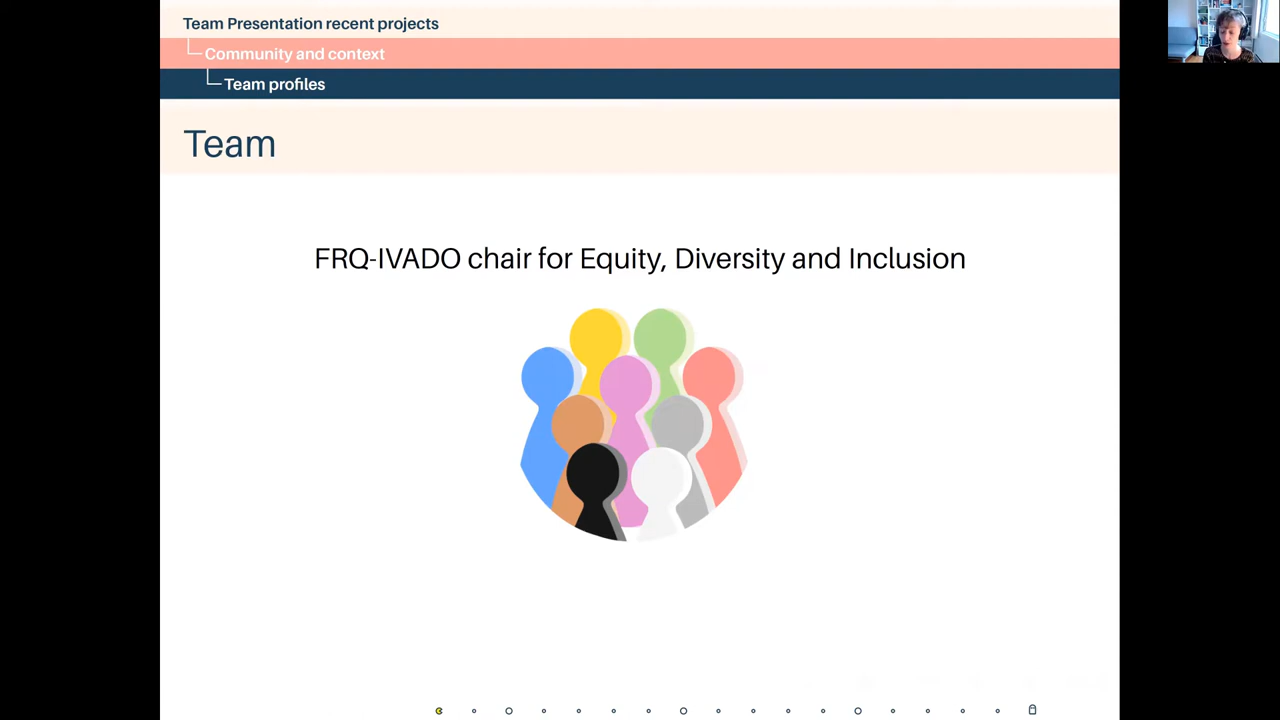 Team Presentation recent projects
Community and context
Team profiles
Team
FRQ-IVADO chair for Equity, Diversity and Inclusion